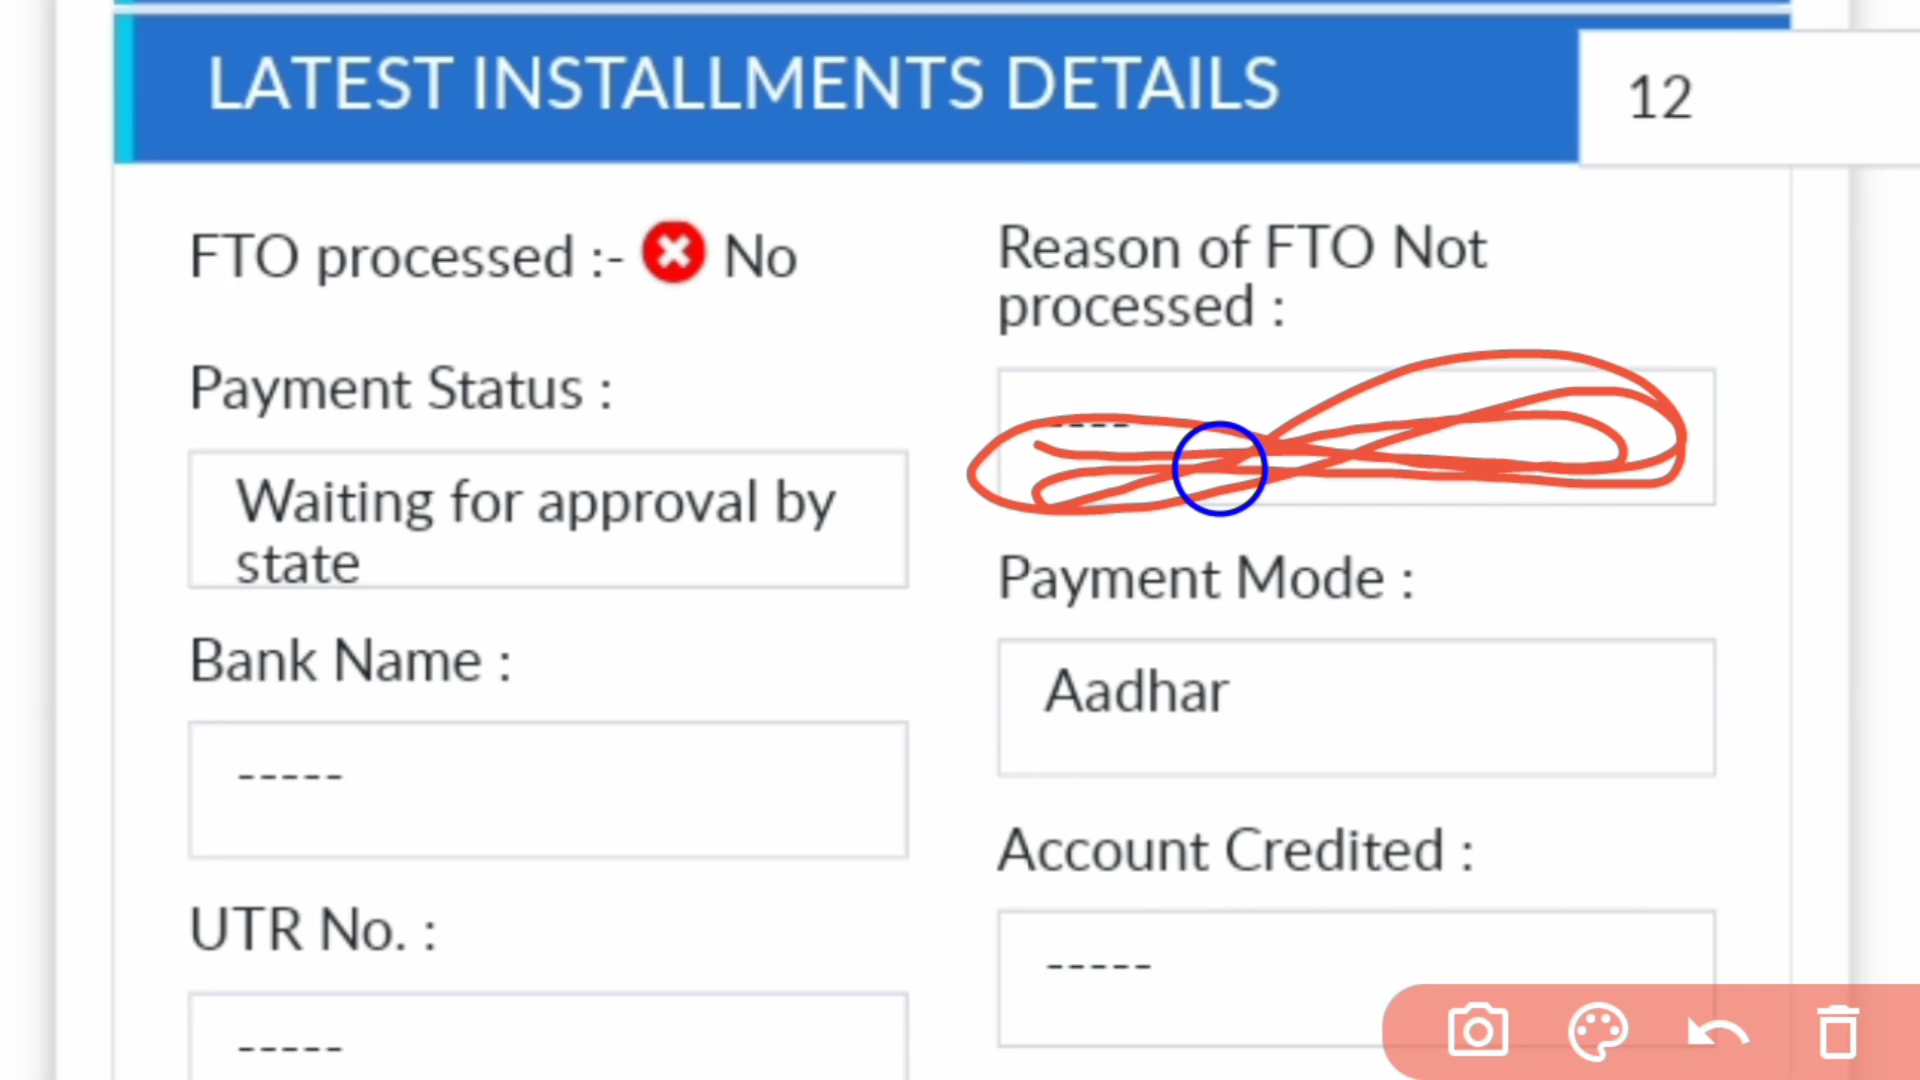 LATEST INSTALLMENTS DETAILS
12
FTO processed :- No
Reason of FTO Not
processed :
----
Payment Status :
Waiting for approval by
state
Payment Mode :
Aadhar
Bank Name :
-----
Account Credited :
-----
UTR No. :
-----